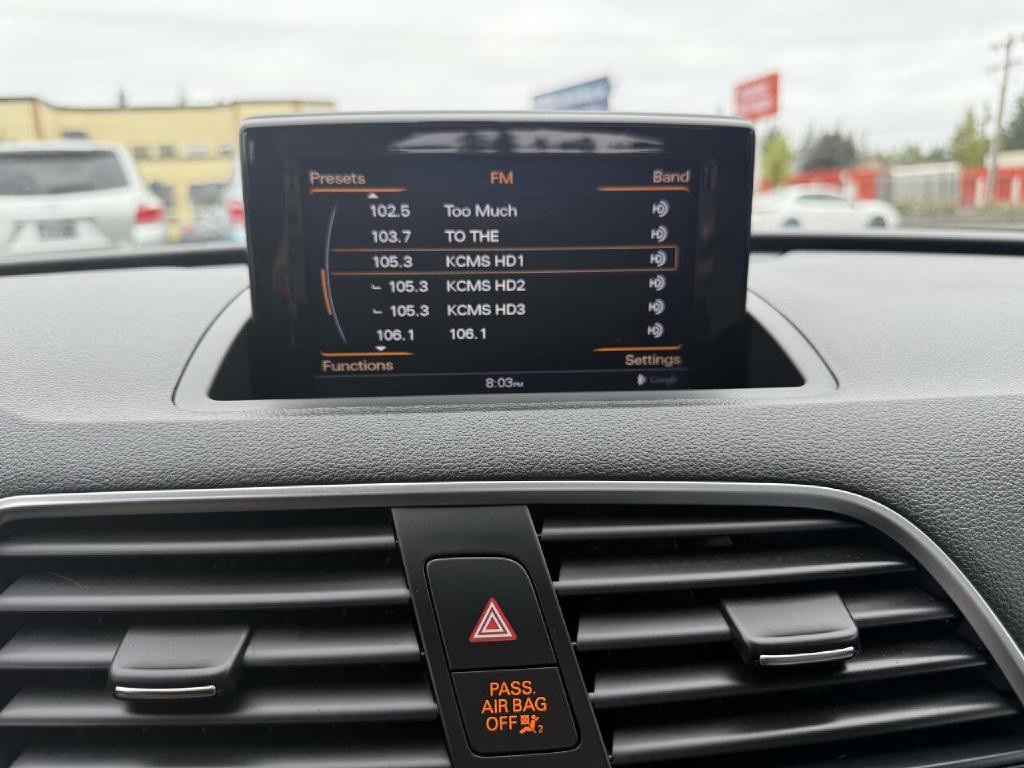 Presets FM Band
102.5 Too Much
103.7 TO THE
105.3 KCMS HD1
105.3 KCMS HD2
105.3 KCMS HD3
106.1 106.1
Functions Settings
8:03PM Google
PASS.
AIR BAG
OFF 2